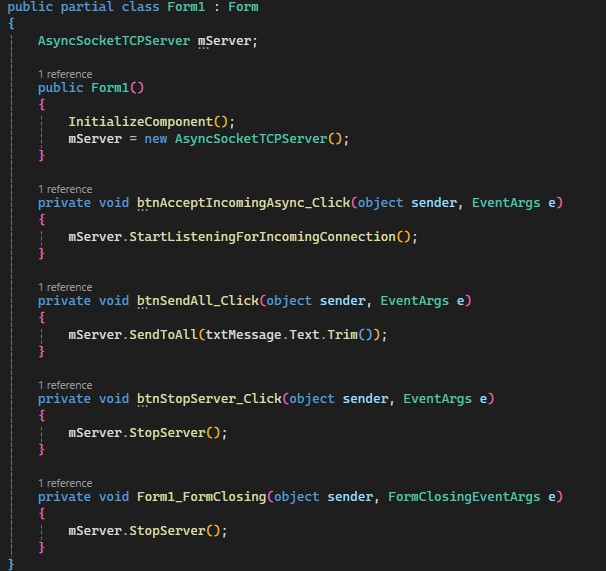 public partial class Form1 : Form
{
AsyncSocketTCPServer mServer;
1 reference
public Form1()
{
InitializeComponent();
mServer = new AsyncSocketTCPServer();
}
1 reference
private void btnAcceptIncomingAsync_Click(object sender, EventArgs e)
{
mServer.StartListeningForIncomingConnection();
}
1 reference
private void btnSendAll_Click(object sender, EventArgs e)
{
mServer.SendToAll(txtMessage.Text.Trim());
}
1 reference
private void btnStopServer_Click(object sender, EventArgs e)
{
mServer.StopServer();
}
1 reference
private void Form1_FormClosing(object sender, FormClosingEventArgs e)
{
mServer.StopServer();
}
}